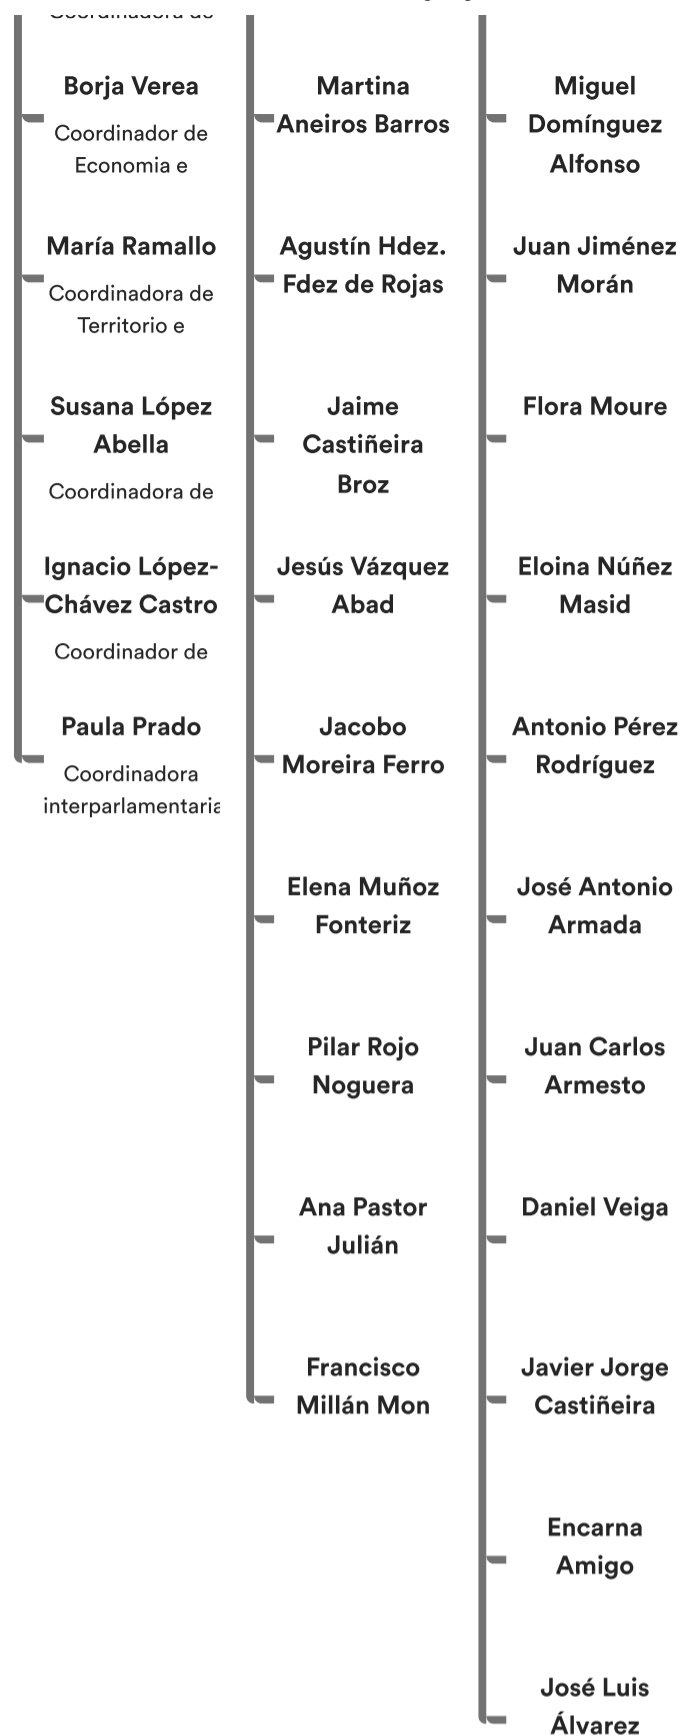 Borja Verea
Coordinador de
Economia e
María Ramallo
Coordinadora de
Territorio e
Susana López
Abella
Coordinadora de
Ignacio López-
Chávez Castro
Coordinador de
Paula Prado
Coordinadora
interparlamentaria
Martina
Aneiros Barros
Agustín Hdez.
Fdez de Rojas
Jaime
Castiñeira
Broz
Jesús Vázquez
Abad
Jacobo
Moreira Ferro
Elena Muñoz
Fonteriz
Pilar Rojo
Noguera
Ana Pastor
Julián
Francisco
Millán Mon
Miguel
Domínguez
Alfonso
Juan Jiménez
Morán
Flora Moure
Eloina Núñez
Masid
Antonio Pérez
Rodríguez
José Antonio
Armada
Juan Carlos
Armesto
Daniel Veiga
Javier Jorge
Castiñeira
Encarna
Amigo
José Luis
Álvarez